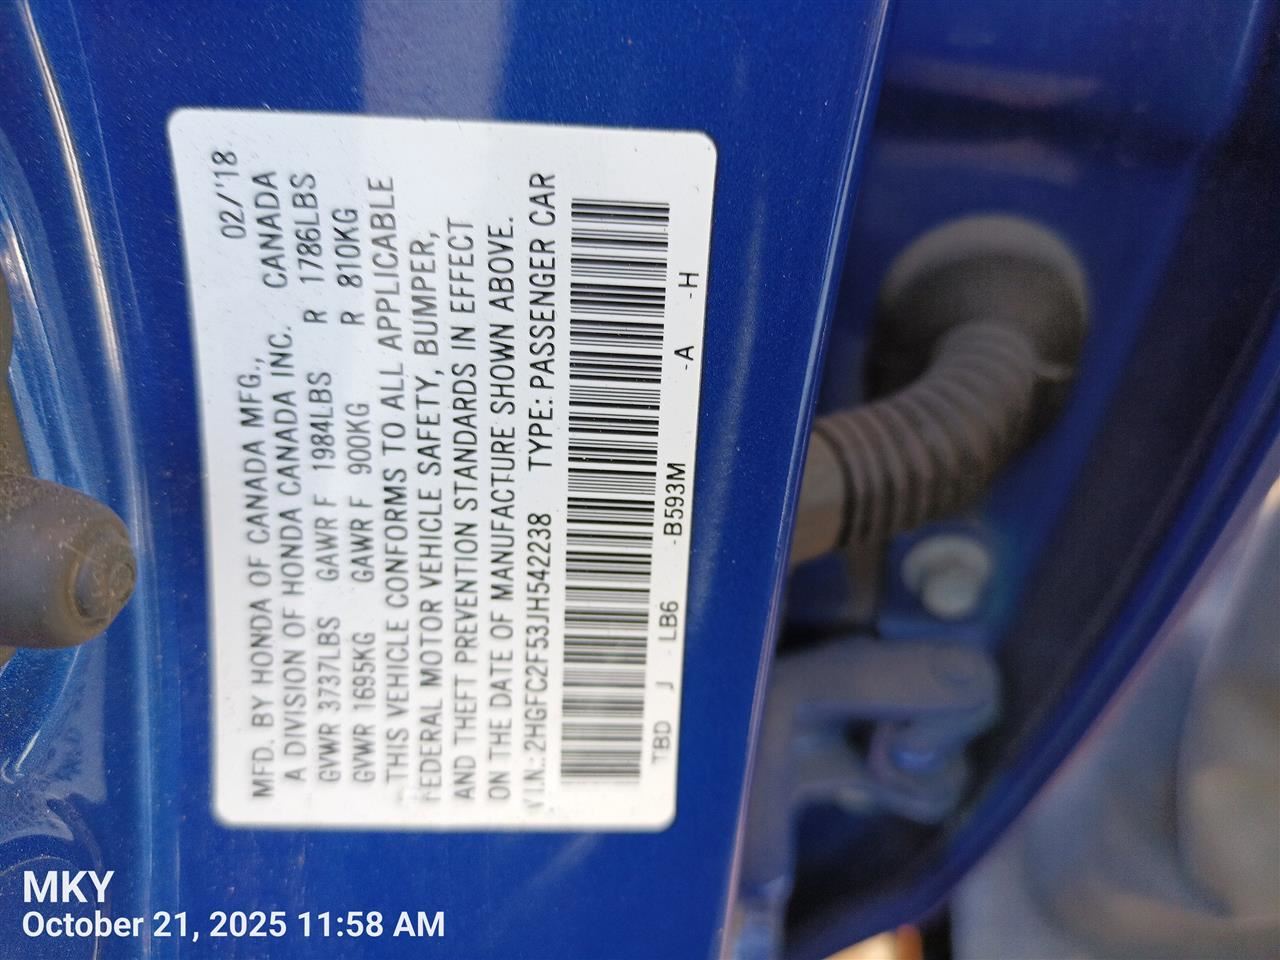 MFD. BY HONDA OF CANADA MFG., 02/'18
A DIVISION OF HONDA CANADA INC. CANADA
GVWR 3737LBS GAWR F 1984LBS R 1786LBS
GVWR 1695KG GAWR F 900KG R 810KG
THIS VEHICLE CONFORMS TO ALL APPLICABLE
FEDERAL MOTOR VEHICLE SAFETY, BUMPER,
AND THEFT PREVENTION STANDARDS IN EFFECT
ON THE DATE OF MANUFACTURE SHOWN ABOVE.
V.I.N.:2HGFC2F53JH542238 TYPE: PASSENGER CAR
TBD J LB6 -B593M -A -H
MKY
October 21, 2025 11:58 AM